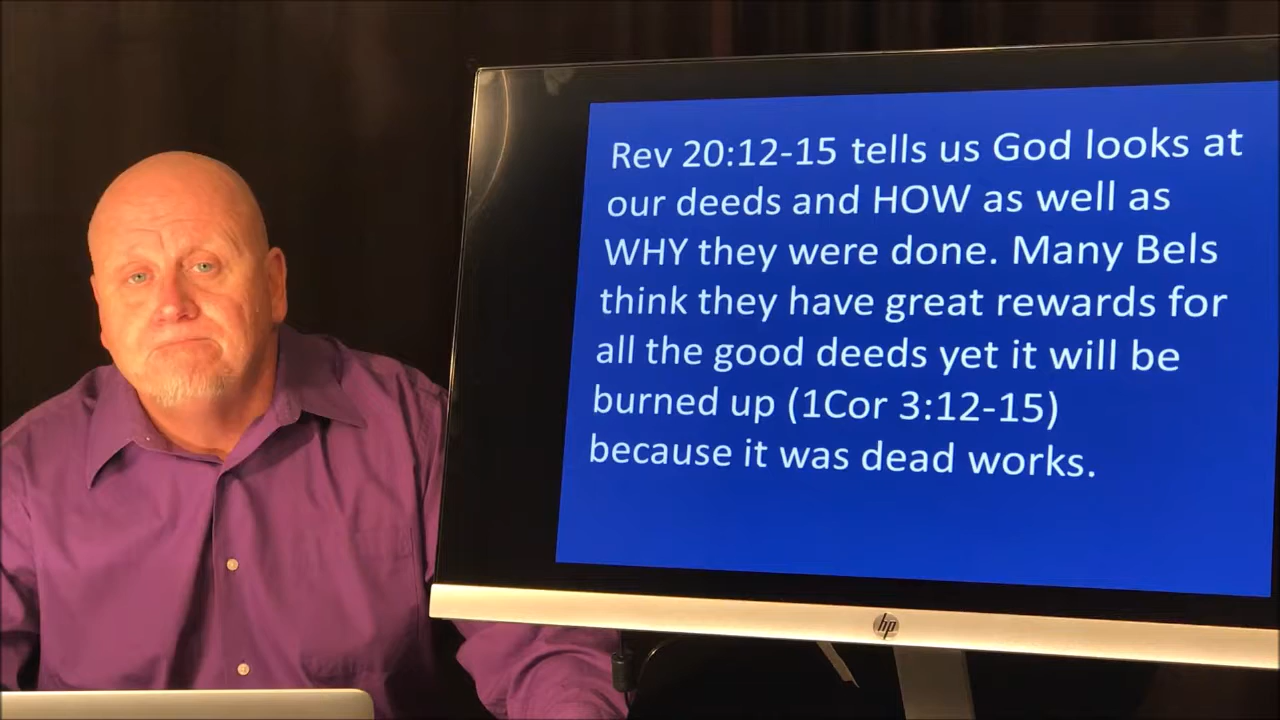 Rev 20:12-15 tells us God looks at
our deeds and HOW as well as
WHY they were done. Many Bels
think they have great rewards for
all the good deeds yet it will be
burned up (1Cor 3:12-15)
because it was dead works.
hp